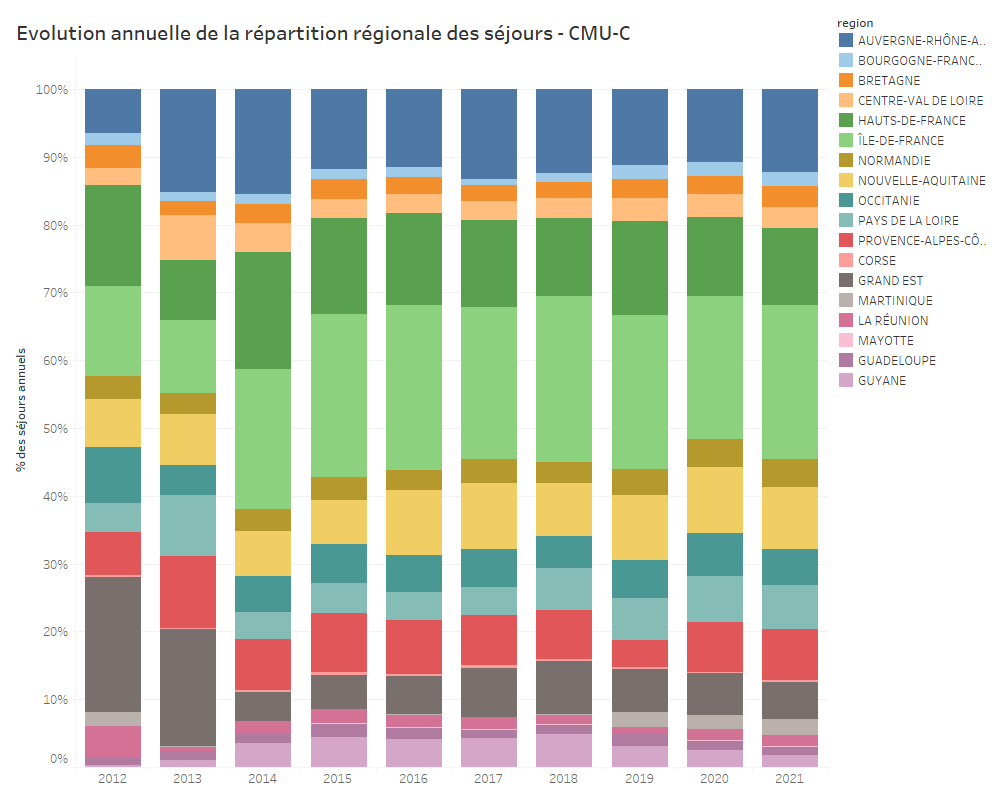 Evolution annuelle de la répartition régionale des séjours - CMU-C
region
AUVERGNE-RHÔNE-A..
BOURGOGNE-FRANC..
BRETAGNE
CENTRE-VAL DE LOIRE
HAUTS-DE-FRANCE
ÎLE-DE-FRANCE
NORMANDIE
NOUVELLE-AQUITAINE
OCCITANIE
PAYS DE LA LOIRE
PROVENCE-ALPES-CÔ..
CORSE
GRAND EST
MARTINIQUE
LA RÉUNION
MAYOTTE
GUADELOUPE
GUYANE
% des séjours annuels
100%
90%
80%
70%
60%
50%
40%
30%
20%
10%
0%
2012 2013 2014 2015 2016 2017 2018 2019 2020 2021